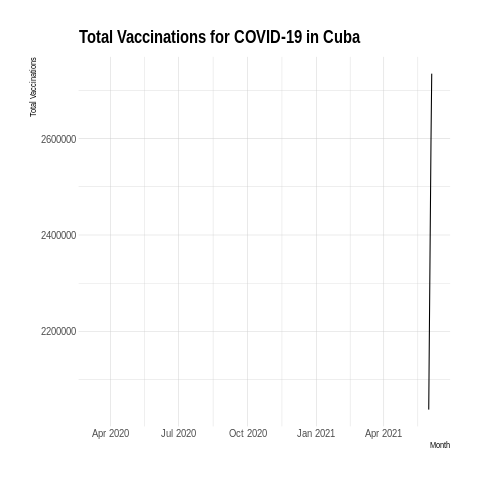 Total Vaccinations for COVID-19 in Cuba
Total Vaccinations
2600000
2400000
2200000
Apr 2020 Jul 2020 Oct 2020 Jan 2021 Apr 2021
Month